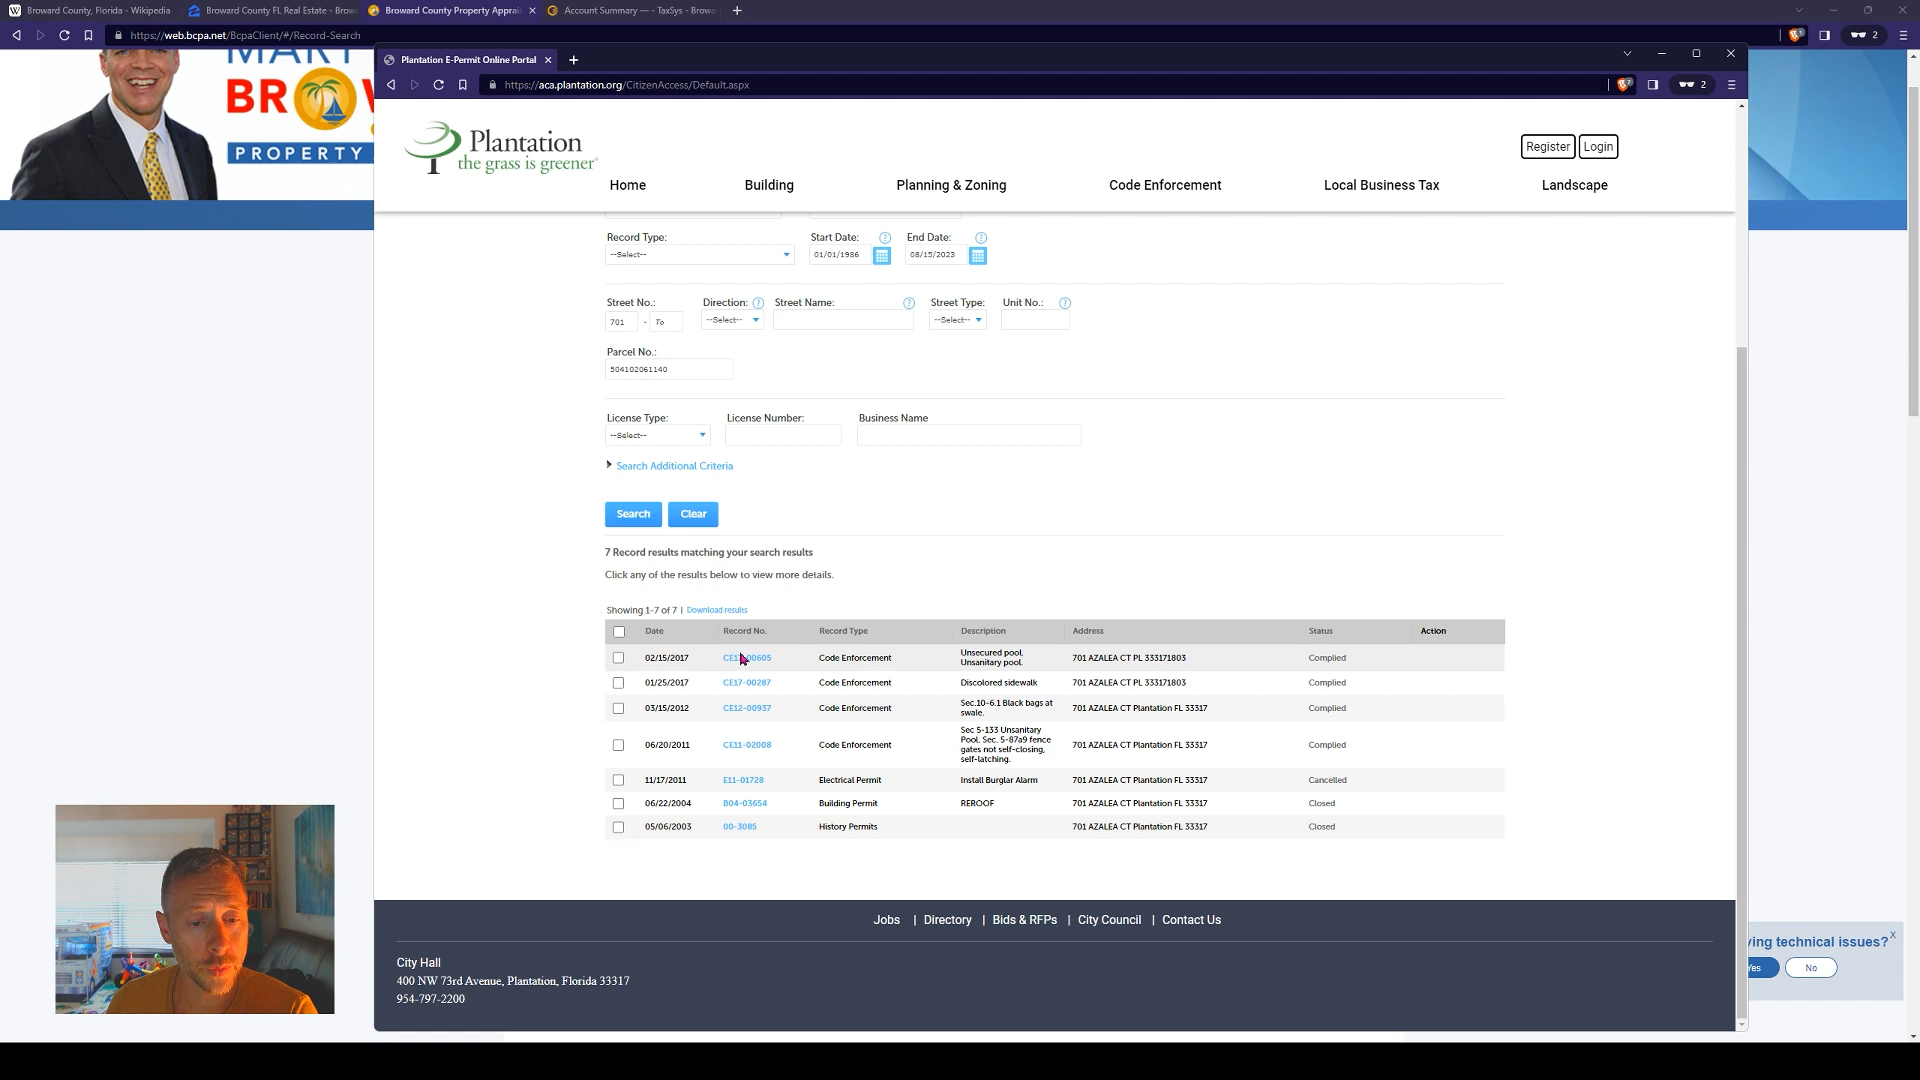 Broward County, Florida - Wikipedia
Broward County FL Real Estate - Brow
Broward County Property Apprais
Account Summary — - TaxSys - Browa
https://web.bcpa.net/BcpaClient/#/Record-Search
2
BRO
PROPERTY
Plantation E-Permit Online Portal
https://aca.plantation.org/CitizenAccess/Default.aspx
2
Plantation
the grass is greener
Register
Login
Home
Building
Planning & Zoning
Code Enforcement
Local Business Tax
Landscape
Record Type:
Start Date:
End Date:
--Select--
01/01/1986
08/15/2023
Street No.:
Direction:
Street Name:
Street Type:
Unit No.:
701 - To
--Select--
--Select--
Parcel No.:
504102061140
License Type:
License Number:
Business Name
--Select--
Search Additional Criteria
Search
Clear
7 Record results matching your search results
Click any of the results below to view more details.
Showing 1-7 of 7 | Download results
Date Record No. Record Type Description Address Status Action
02/15/2017 Code Enforcement Unsecured pool. Unsanitary pool. 701 AZALEA CT PL 333171803 Complied
01/25/2017 CE17-00287 Code Enforcement Discolored sidewalk 701 AZALEA CT PL 333171803 Complied
03/15/2012 CE12-00937 Code Enforcement Sec.10-6.1 Black bags at swale. 701 AZALEA CT Plantation FL 33317 Complied
06/20/2011 CE11-02008 Code Enforcement Sec 5-133 Unsanitary Pool, Sec. 5-87a9 fence gates not self-closing, self-latching. 701 AZALEA CT Plantation FL 33317 Complied
11/17/2011 E11-01728 Electrical Permit Install Burglar Alarm 701 AZALEA CT Plantation FL 33317 Cancelled
06/22/2004 B04-03654 Building Permit REROOF 701 AZALEA CT Plantation FL 33317 Closed
05/06/2003 00-3085 History Permits 701 AZALEA CT Plantation FL 33317 Closed
Jobs | Directory | Bids & RFPs | City Council | Contact Us
City Hall
400 NW 73rd Avenue, Plantation, Florida 33317
954-797-2200
ving technical issues?
X
Yes
No